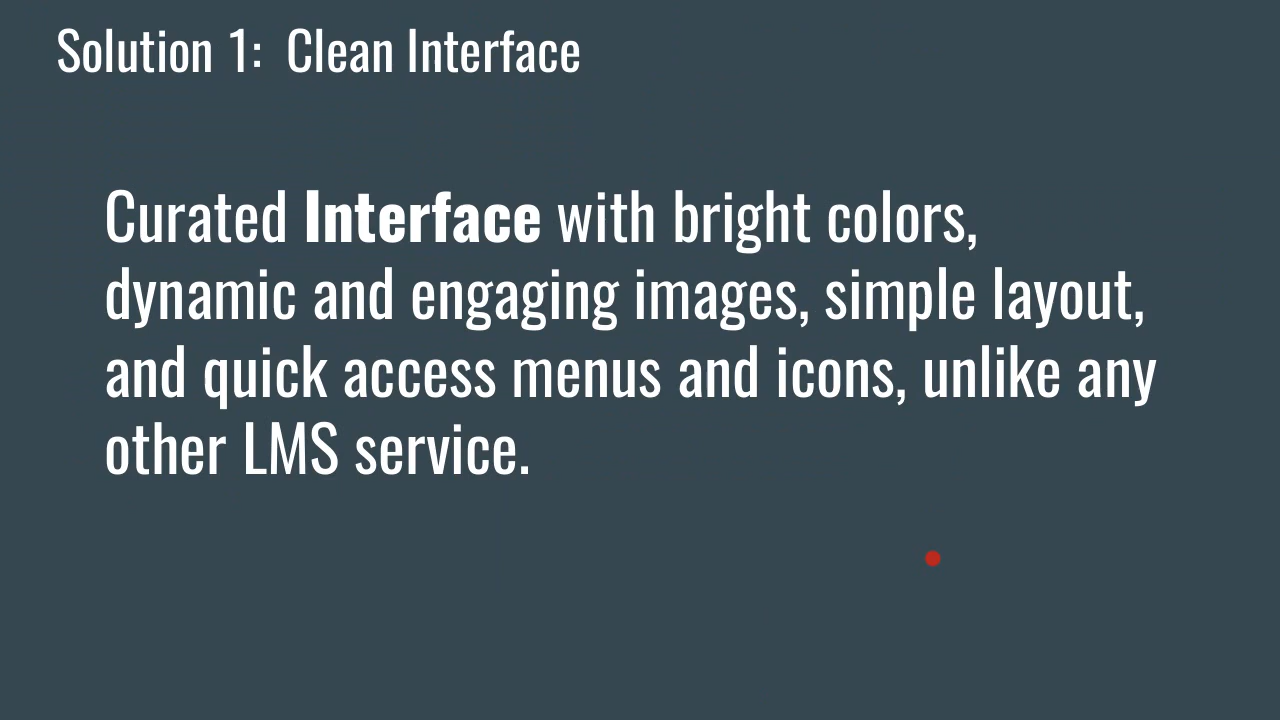 Solution 1: Clean Interface
Curated Interface with bright colors,
dynamic and engaging images, simple layout,
and quick access menus and icons, unlike any
other LMS service.